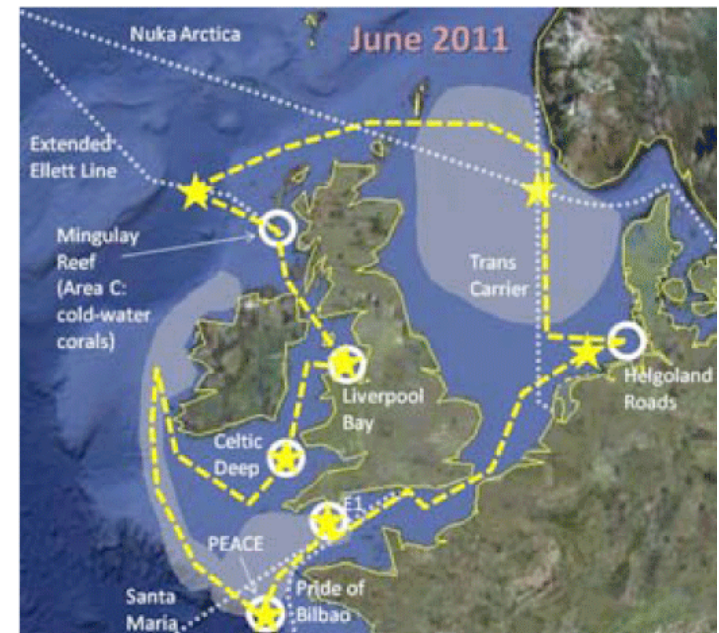 Nuka Arctica
June 2011
Extended
Ellett Line
Mingulay
Reef
(Area C:
cold-water
corals)
Trans
Carrier
Helgoland
Roads
Liverpool
Bay
Celtic
Deep
E1
PEACE
Santa
Maria
Pride of
Bilbao